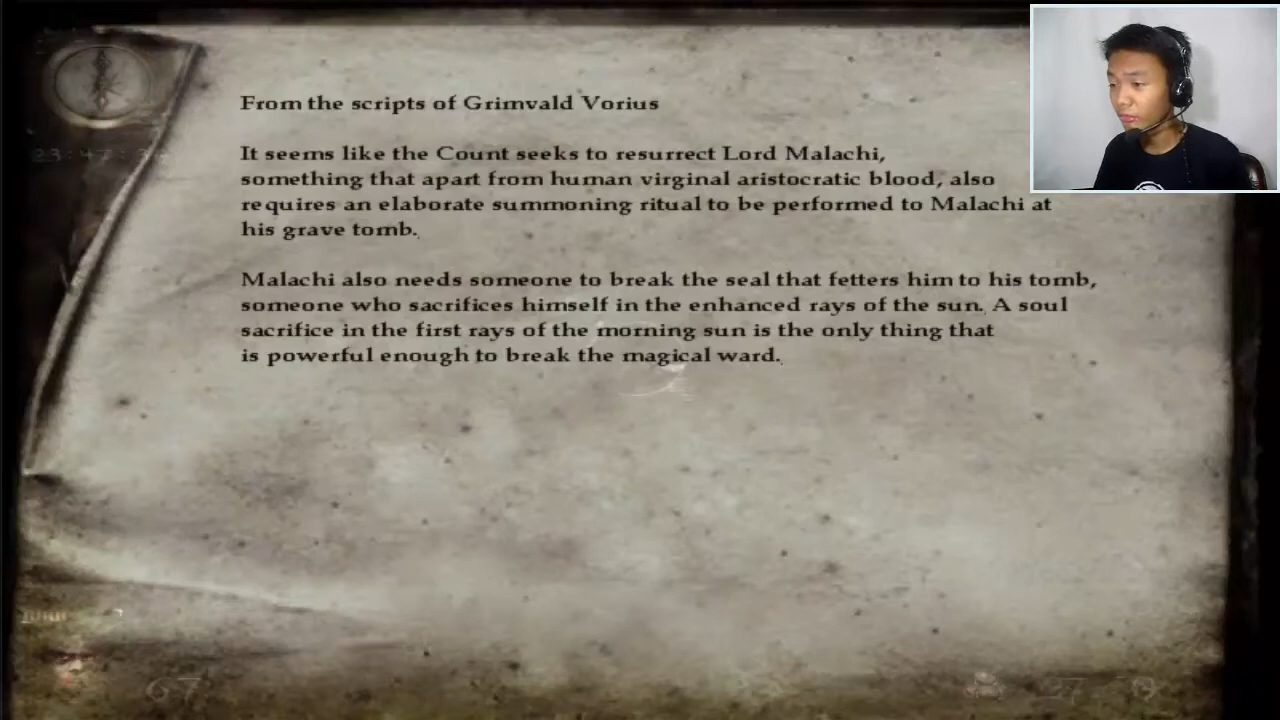 From the scripts of Grimvald Vorius
It seems like the Count seeks to resurrect Lord Malachi,
something that apart from human virginal aristocratic blood, also
requires an elaborate summoning ritual to be performed to Malachi at
his grave tomb.
Malachi also needs someone to break the seal that fetters him to his tomb,
someone who sacrifices himself in the enhanced rays of the sun. A soul
sacrifice in the first rays of the morning sun is the only thing that
is powerful enough to break the magical ward.
67